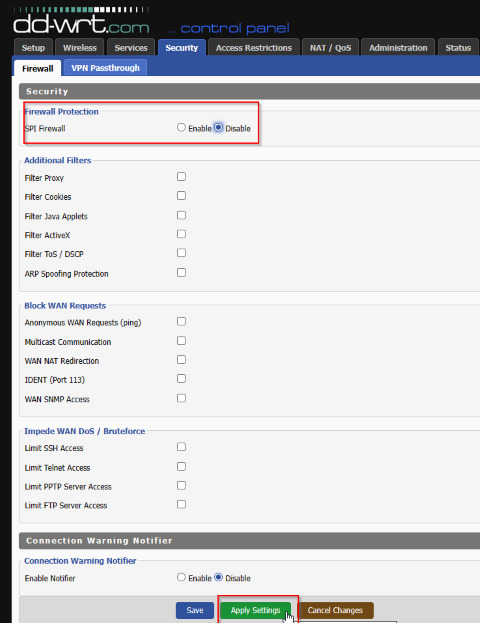 dd-wrt.com ... control panel
Setup Wireless Services Security Access Restrictions NAT / QoS Administration Status
Firewall VPN Passthrough
Security
Firewall Protection
SPI Firewall Enable Disable
Additional Filters
Filter Proxy
Filter Cookies
Filter Java Applets
Filter ActiveX
Filter ToS / DSCP
ARP Spoofing Protection
Block WAN Requests
Anonymous WAN Requests (ping)
Multicast Communication
WAN NAT Redirection
IDENT (Port 113)
WAN SNMP Access
Impede WAN DoS / Bruteforce
Limit SSH Access
Limit Telnet Access
Limit PPTP Server Access
Limit FTP Server Access
Connection Warning Notifier
Connection Warning Notifier
Enable Notifier Enable Disable
Save Apply Settings Cancel Changes